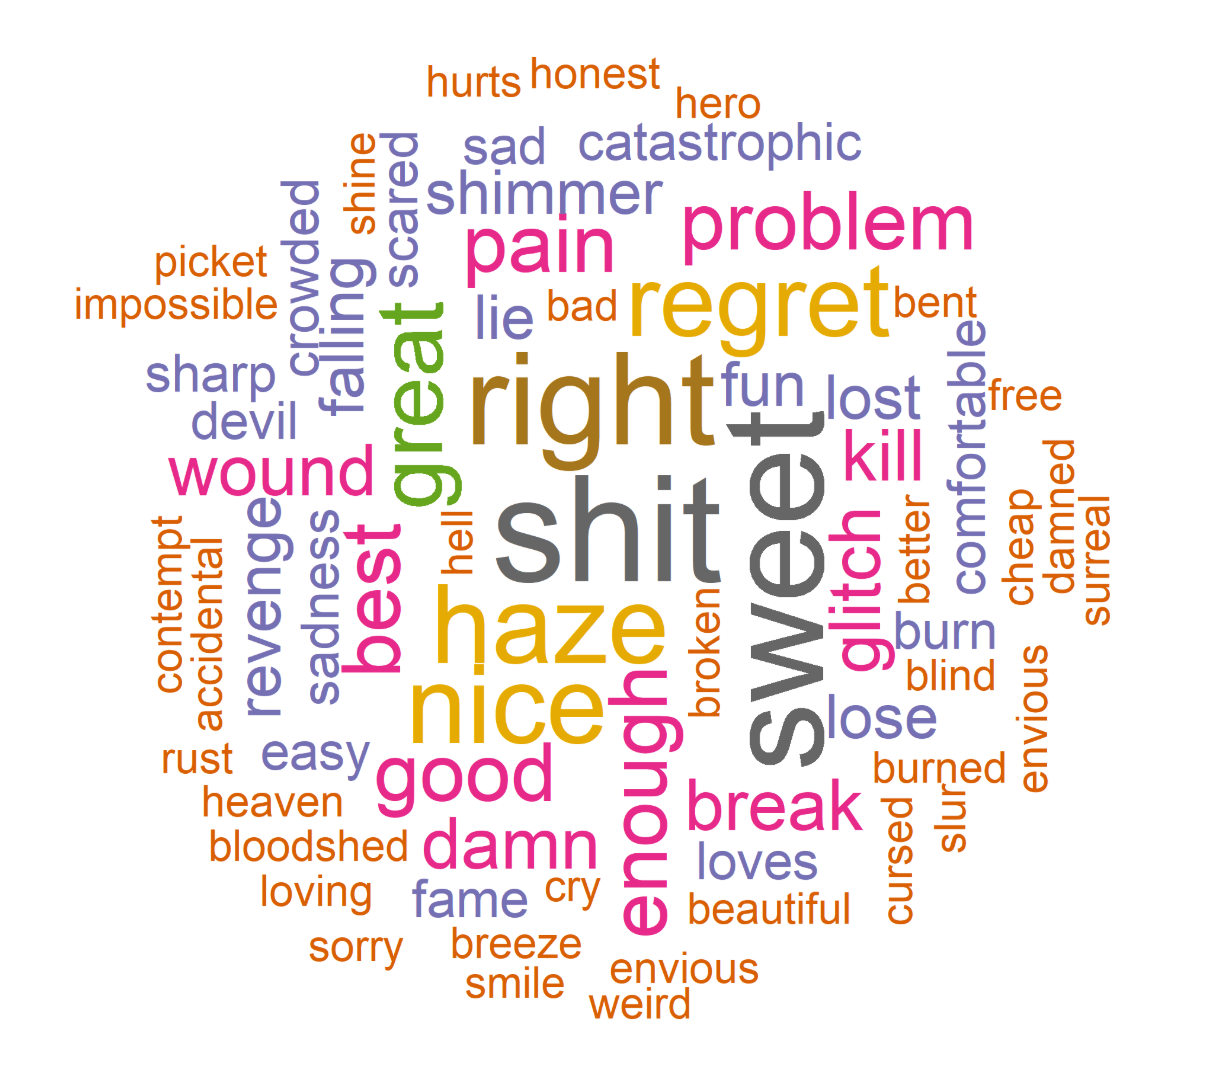 hurts
honest
hero
sad
catastrophic
shine
scared
shimmer
crowded
pain
problem
picket
impossible
falling
great
lie
bad
regret
bent
sharp
devil
right
fun
lost
comfortable
free
wound
shit
sweet
kill
revenge
sadness
best
hell
glitch
better
cheap
damned
surreal
contempt
accidental
haze
broken
burn
blind
envious
nice
enough
lose
rust
easy
good
burned
heaven
break
cursed
slur
bloodshed
damn
loves
loving
fame
cry
beautiful
sorry
breeze
smile
envious
weird